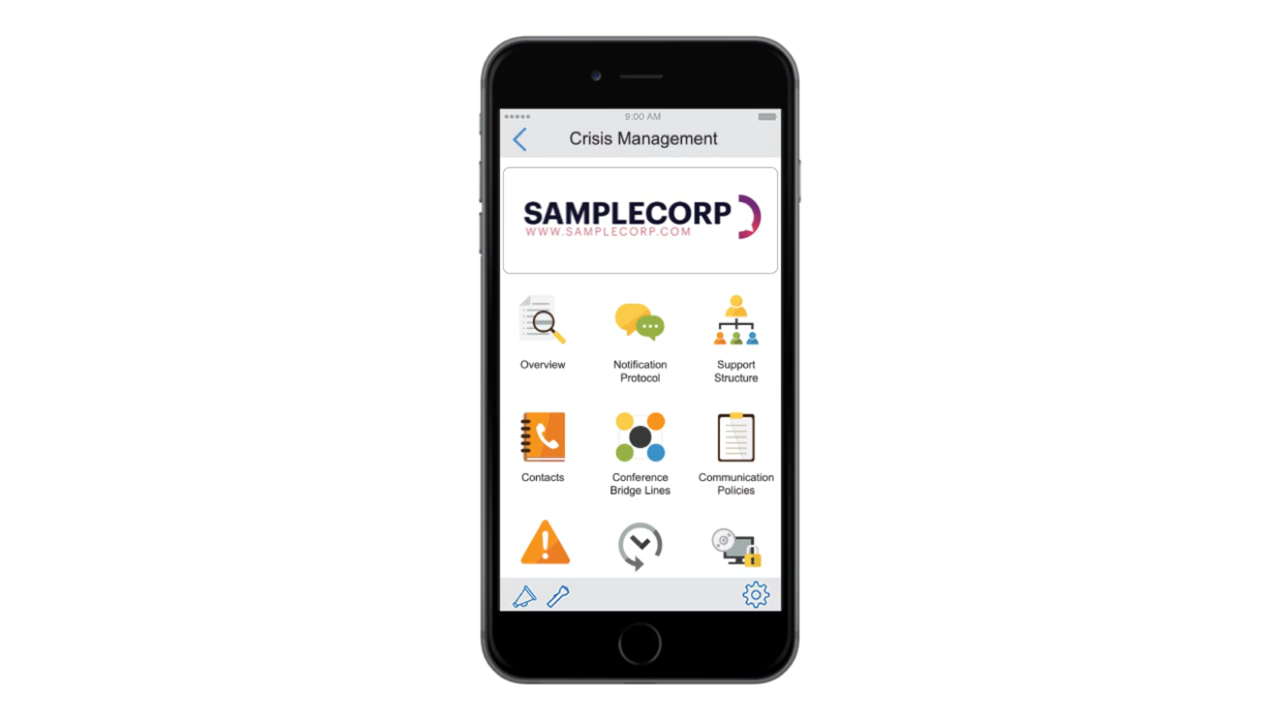 9:00 AM
Crisis Management
SAMPLECORP
WWW.SAMPLECORP.COM
Overview
Notification
Protocol
Support
Structure
Contacts
Conference
Bridge Lines
Communication
Policies